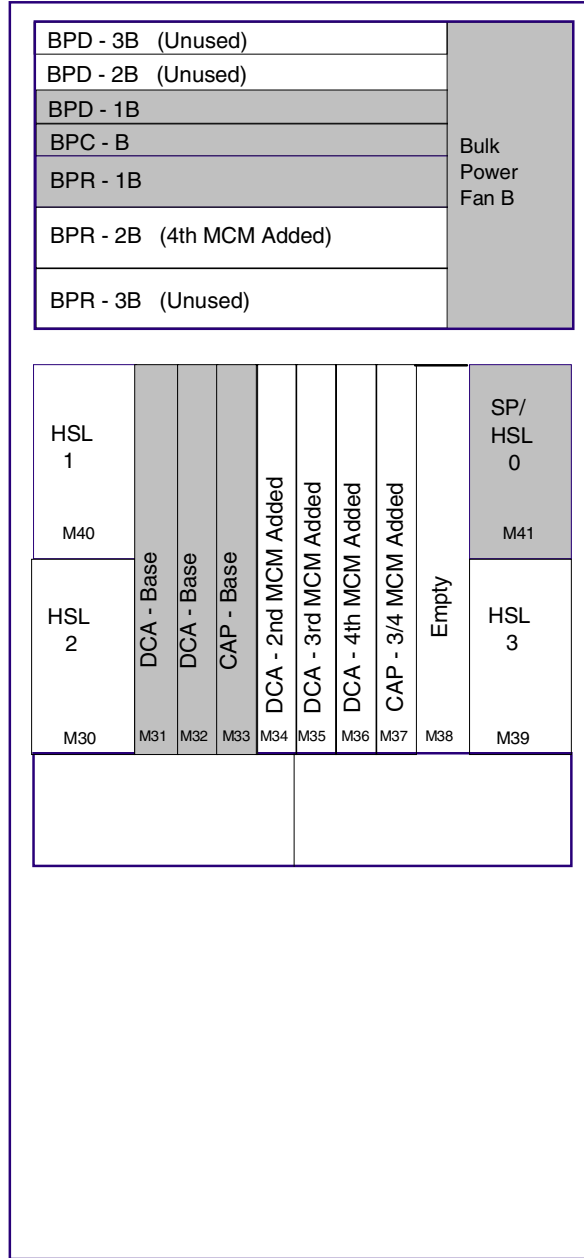 BPD - 3B (Unused)
BPD - 2B (Unused)
BPD - 1B
BPC - B
BPR - 1B
BPR - 2B (4th MCM Added)
BPR - 3B (Unused)
Bulk
Power
Fan B
HSL
1
M40
HSL
2
M30
DCA - Base
M31
DCA - Base
M32
CAP - Base
M33
DCA - 2nd MCM Added
M34
DCA - 3rd MCM Added
M35
DCA - 4th MCM Added
M36
CAP - 3/4 MCM Added
M37
Empty
M38
SP/
HSL
0
M41
HSL
3
M39